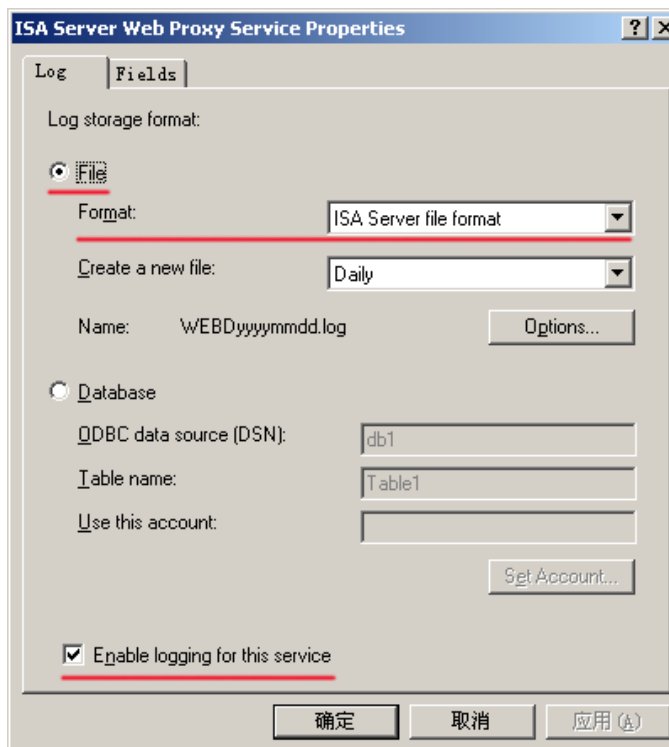 ISA Server Web Proxy Service Properties
Log Fields
Log storage format:
File
Format: ISA Server file format
Create a new file: Daily
Name: WEBDyyyymmdd.log Options...
Database
ODBC data source (DSN): db1
Table name: Table1
Use this account:
Set Account...
Enable logging for this service
确定 取消 应用(A)